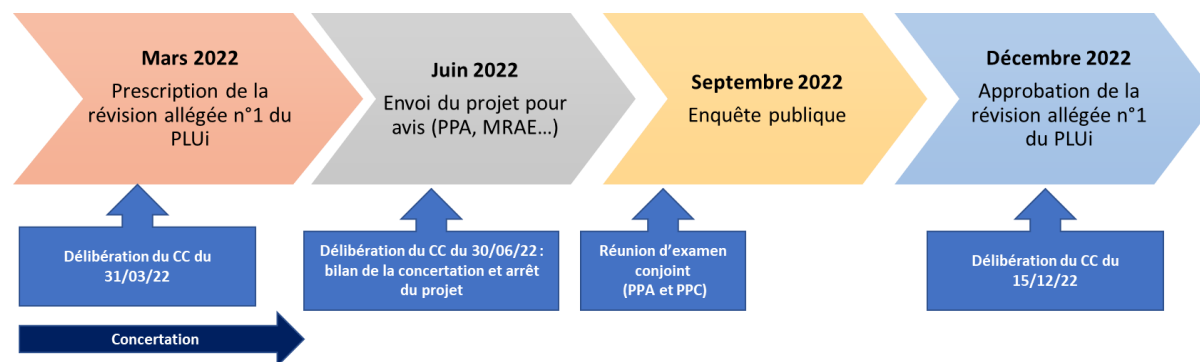 Mars 2022
Prescription de la
révision allégée n°1 du
PLUi
Juin 2022
Envoi du projet pour
avis (PPA, MRAE…)
Septembre 2022
Enquête publique
Décembre 2022
Approbation de la
révision allégée n°1
du PLUi
Délibération du CC du
31/03/22
Délibération du CC du 30/06/22 :
bilan de la concertation et arrêt
du projet
Réunion d'examen
conjoint
(PPA et PPC)
Délibération du CC du
15/12/22
Concertation